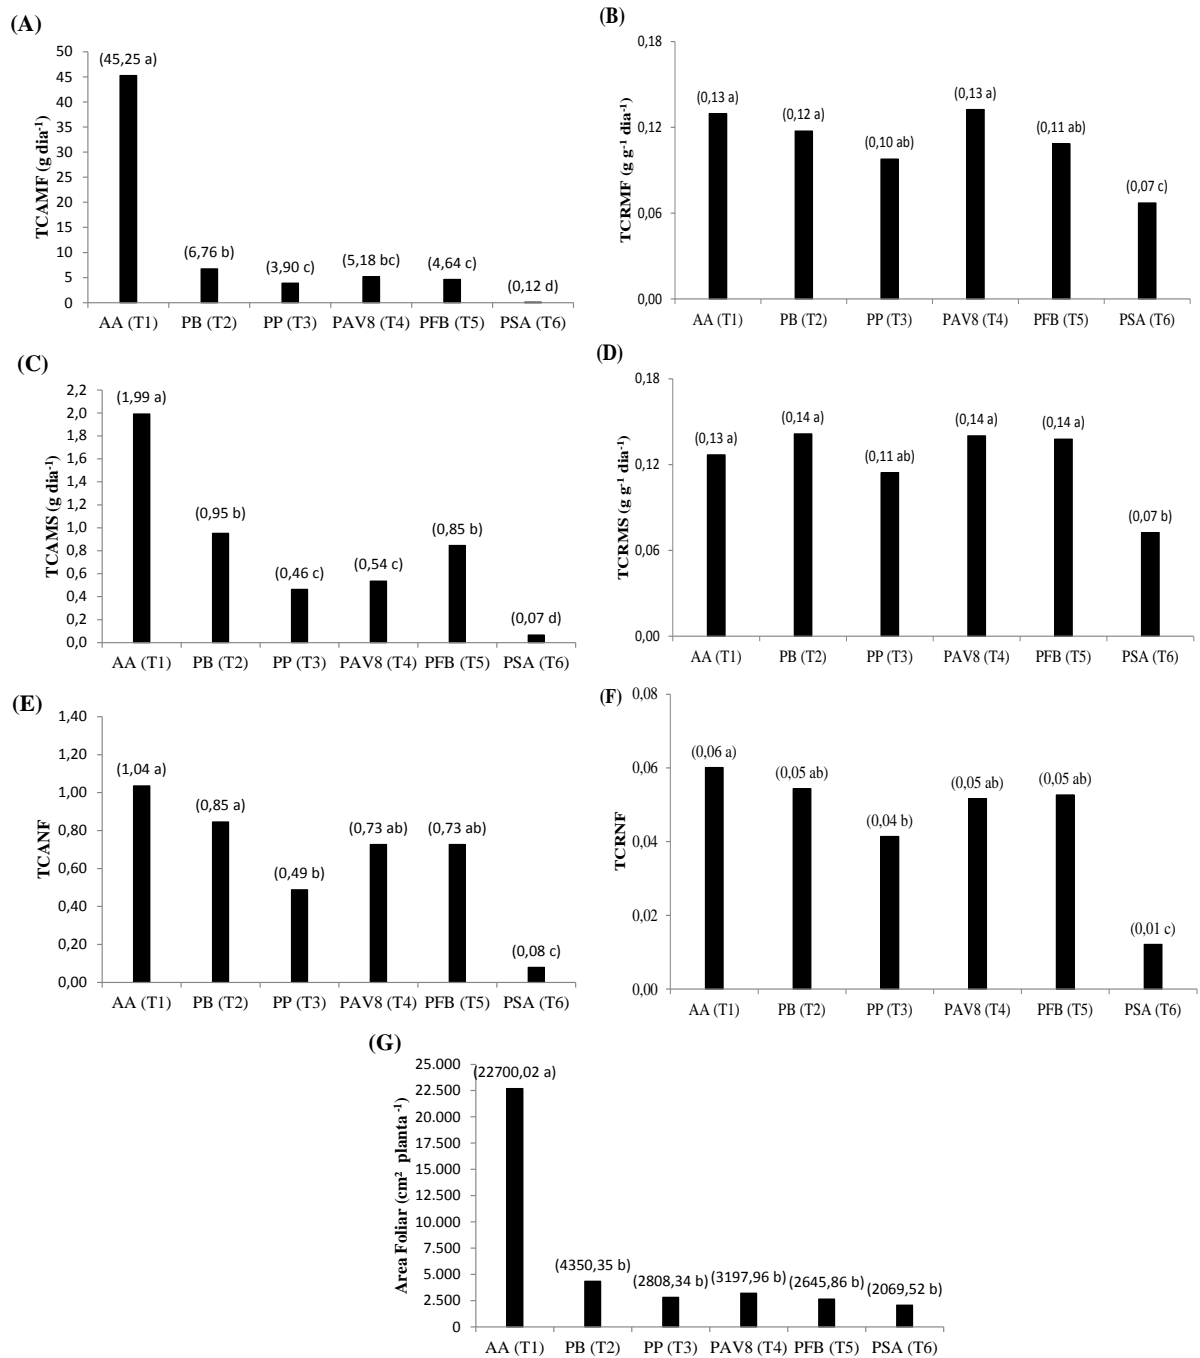 (A)
TCAMF (g dia⁻¹)
50
45
40
35
30
25
20
15
10
5
0
(45,25 a)
(6,76 b)
(3,90 c)
(5,18 bc)
(4,64 c)
(0,12 d)
AA (T1) PB (T2) PP (T3) PAV8 (T4) PFB (T5) PSA (T6)
(B)
TCRMF (g g⁻¹ dia⁻¹)
0,18
0,12
0,06
0,00
(0,13 a)
(0,12 a)
(0,10 ab)
(0,13 a)
(0,11 ab)
(0,07 c)
AA (T1) PB (T2) PP (T3) PAV8 (T4) PFB (T5) PSA (T6)
(C)
TCAMS (g dia⁻¹)
2,2
2,0
1,8
1,6
1,4
1,2
1,0
0,8
0,6
0,4
0,2
0,0
(1,99 a)
(0,95 b)
(0,46 c)
(0,54 c)
(0,85 b)
(0,07 d)
AA (T1) PB (T2) PP (T3) PAV8 (T4) PFB (T5) PSA (T6)
(D)
TCRMS (g g⁻¹ dia⁻¹)
0,18
0,12
0,06
0,00
(0,13 a)
(0,14 a)
(0,11 ab)
(0,14 a)
(0,14 a)
(0,07 b)
AA (T1) PB (T2) PP (T3) PAV8 (T4) PFB (T5) PSA (T6)
(E)
TCANF
1,40
1,20
1,00
0,80
0,60
0,40
0,20
0,00
(1,04 a)
(0,85 a)
(0,49 b)
(0,73 ab)
(0,73 ab)
(0,08 c)
AA (T1) PB (T2) PP (T3) PAV8 (T4) PFB (T5) PSA (T6)
(F)
TCRNF
0,08
0,06
0,04
0,02
0,00
(0,06 a)
(0,05 ab)
(0,04 b)
(0,05 ab)
(0,05 ab)
(0,01 c)
AA (T1) PB (T2) PP (T3) PAV8 (T4) PFB (T5) PSA (T6)
(G)
Area Foliar (cm² planta ⁻¹)
25.000
22.500
20.000
17.500
15.000
12.500
10.000
7.500
5.000
2.500
0
(22700,02 a)
(4350,35 b)
(2808,34 b)
(3197,96 b)
(2645,86 b)
(2069,52 b)
AA (T1) PB (T2) PP (T3) PAV8 (T4) PFB (T5) PSA (T6)